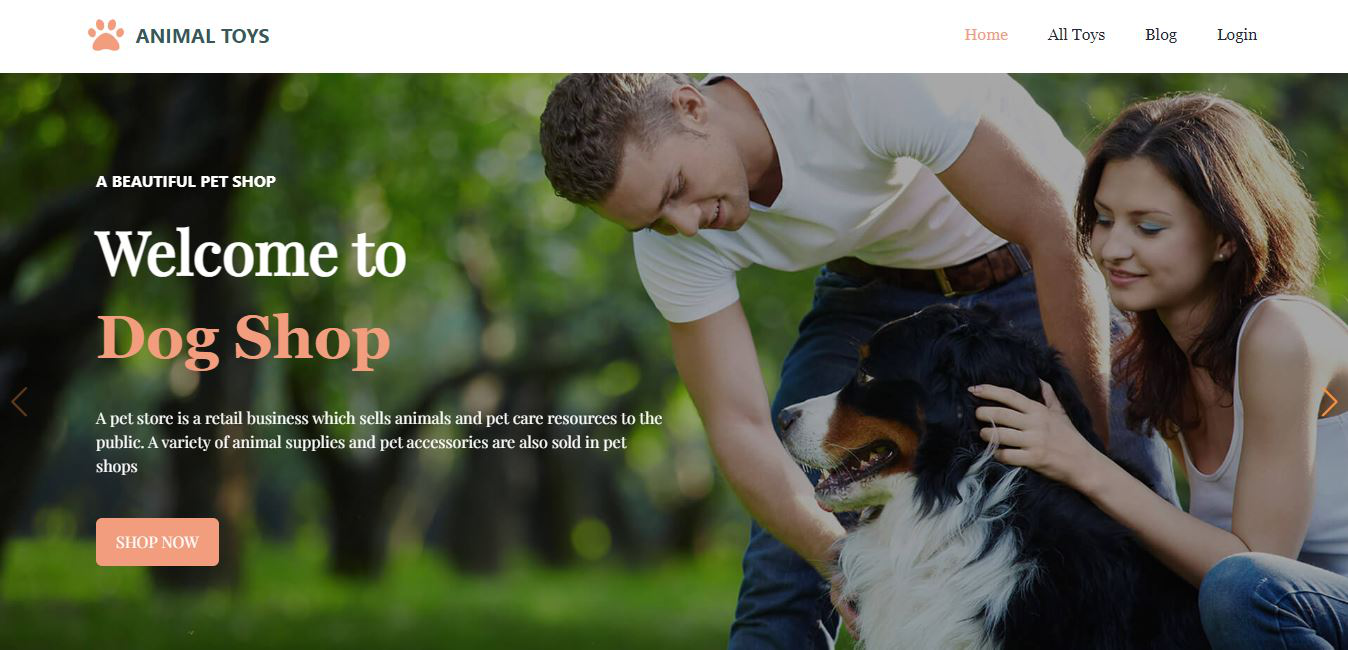 ANIMAL TOYS
Home
All Toys
Blog
Login
A BEAUTIFUL PET SHOP
Welcome to
Dog Shop
A pet store is a retail business which sells animals and pet care resources to the
public. A variety of animal supplies and pet accessories are also sold in pet
shops
SHOP NOW